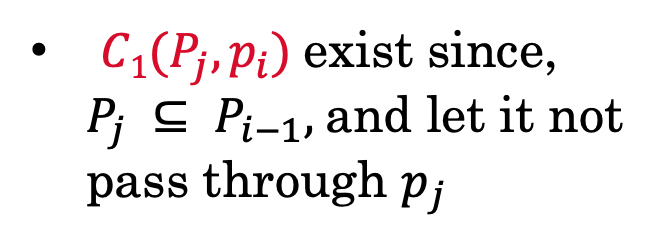 • 𝐶₁(𝑃ⱼ, 𝑝ᵢ) exist since,
𝑃ⱼ ⊆ 𝑃ᵢ₋₁, and let it not
pass through 𝑝ⱼ